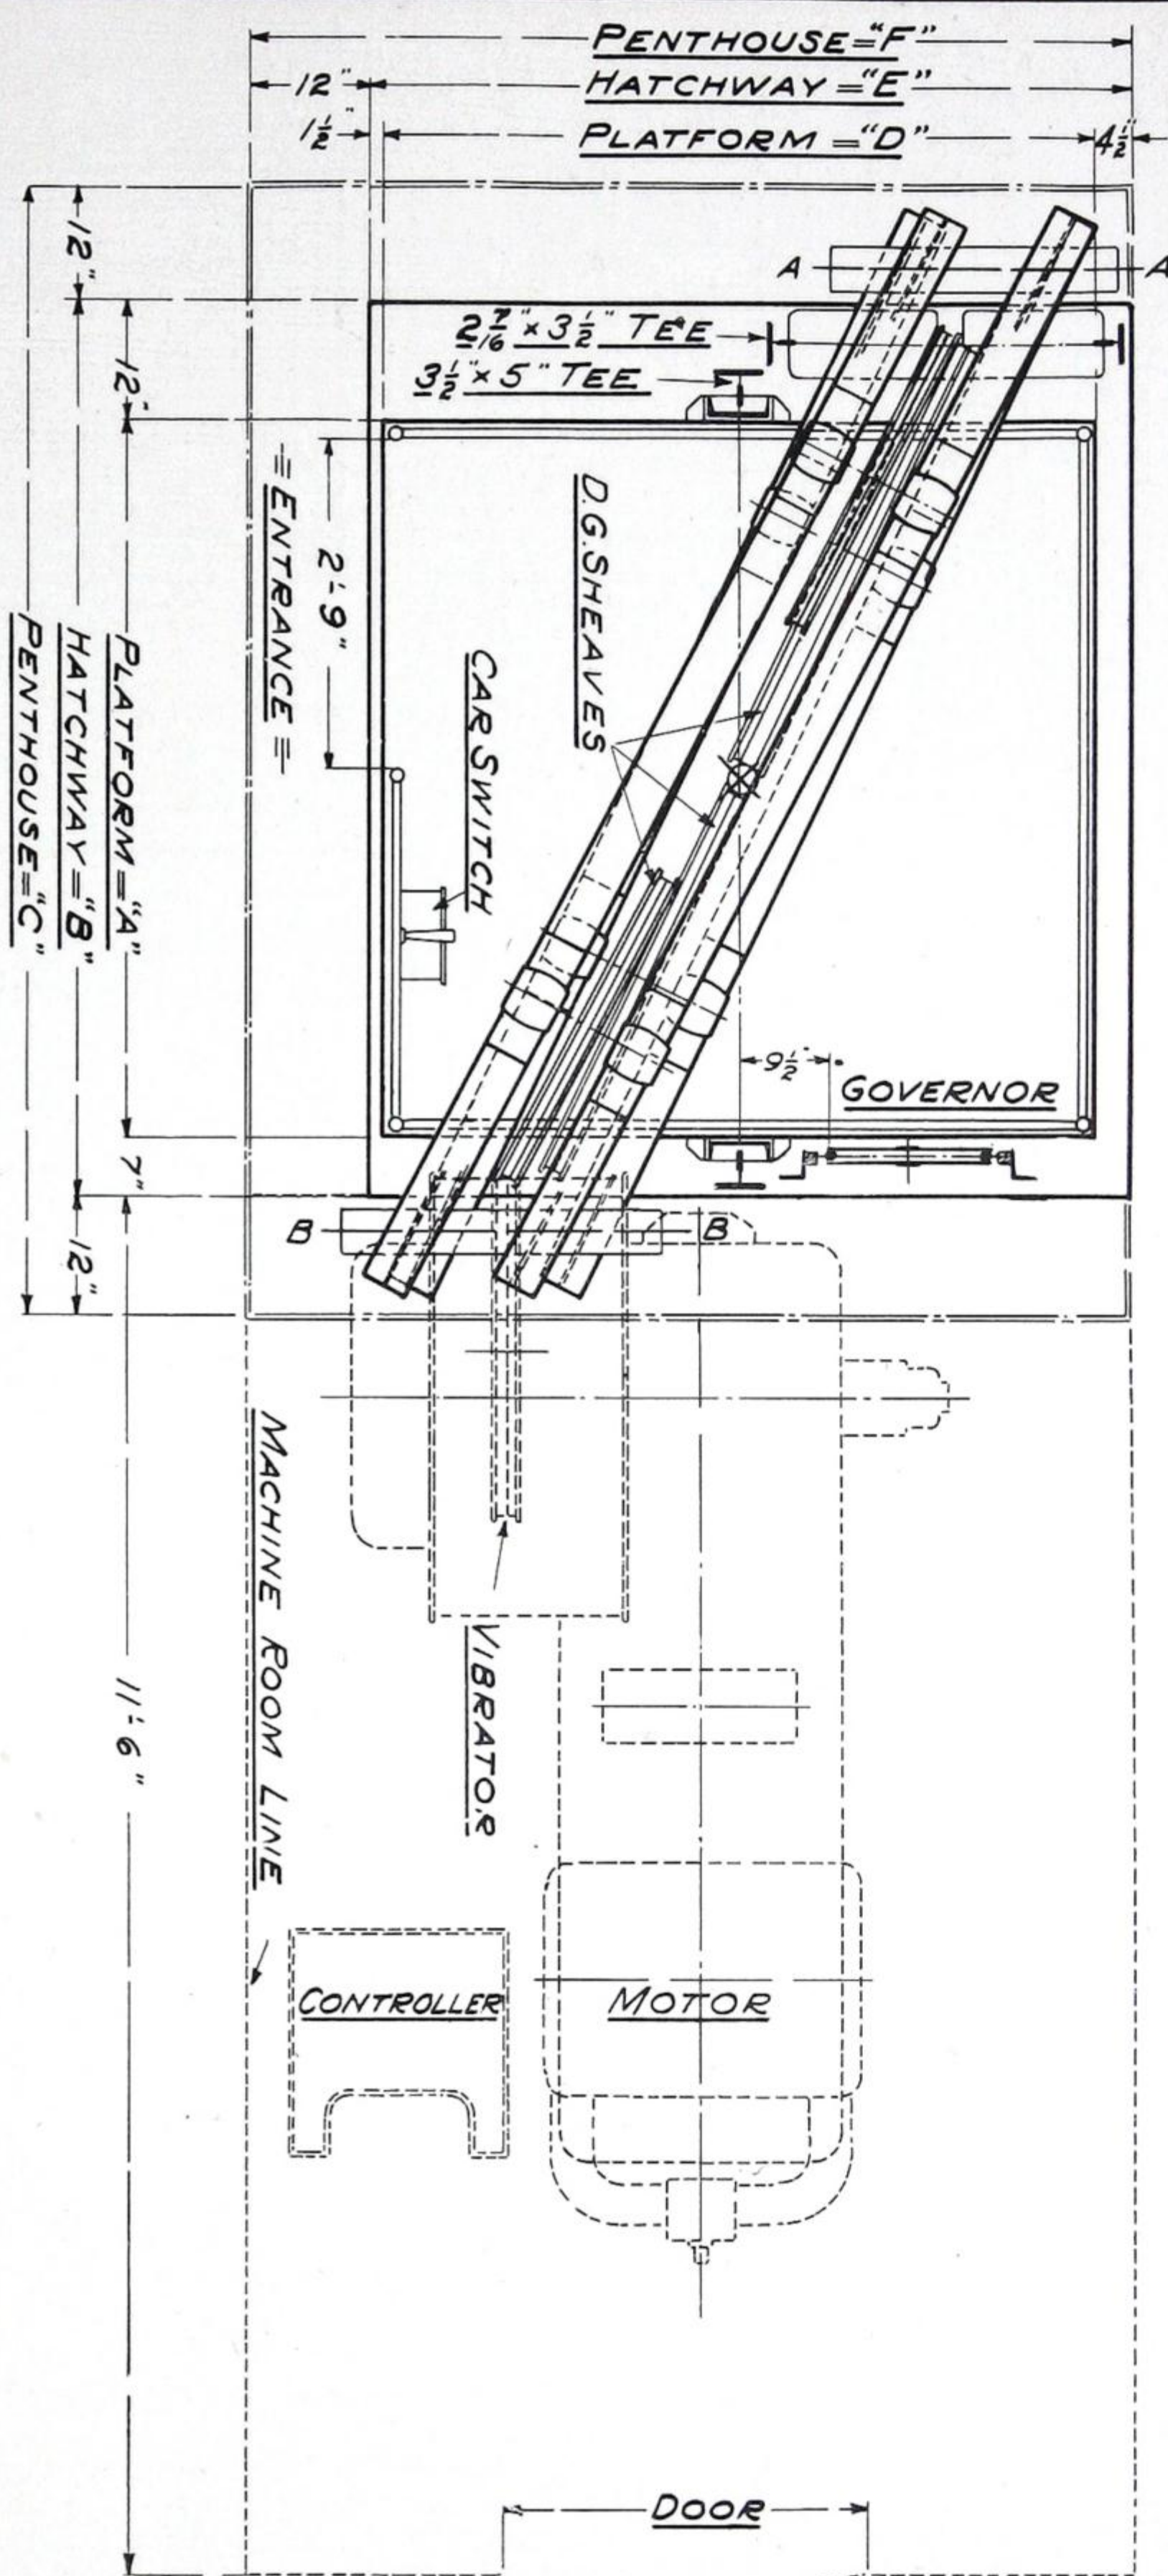 PENTHOUSE="F"
12"
HATCHWAY="E"
1½"
PLATFORM="D"
4½"
12"
A
A
2 7/16" x 3½" TEE
3½" x 5" TEE
12"
=ENTRANCE=
2'-9"
D.G. SHEAVES
CAR SWITCH
PLATFORM="A"
HATCHWAY="B"
PENTHOUSE="C"
9½"
GOVERNOR
7"
B
B
12"
MACHINE ROOM LINE
VIBRATOR
11'-6"
CONTROLLER
MOTOR
DOOR